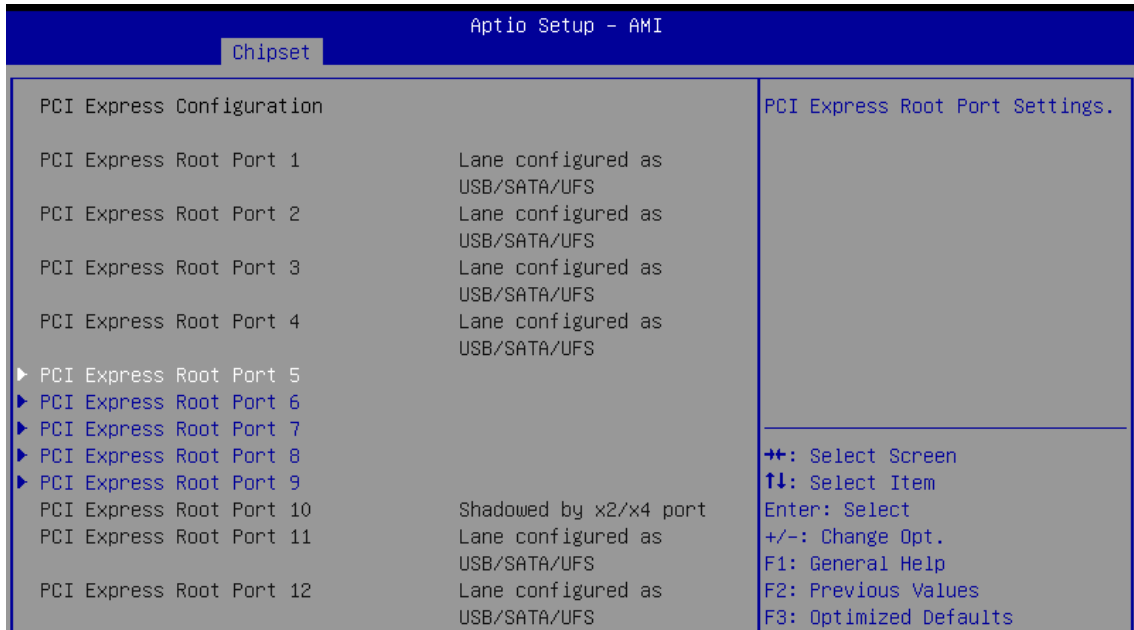 Aptio Setup – AMI
Chipset
PCI Express Configuration
PCI Express Root Port 1 Lane configured as
USB/SATA/UFS
PCI Express Root Port 2 Lane configured as
USB/SATA/UFS
PCI Express Root Port 3 Lane configured as
USB/SATA/UFS
PCI Express Root Port 4 Lane configured as
USB/SATA/UFS
PCI Express Root Port 5
PCI Express Root Port 6
PCI Express Root Port 7
PCI Express Root Port 8
PCI Express Root Port 9
PCI Express Root Port 10 Shadowed by x2/x4 port
PCI Express Root Port 11 Lane configured as
USB/SATA/UFS
PCI Express Root Port 12 Lane configured as
USB/SATA/UFS
PCI Express Root Port Settings.
→←: Select Screen
↑↓: Select Item
Enter: Select
+/-: Change Opt.
F1: General Help
F2: Previous Values
F3: Optimized Defaults